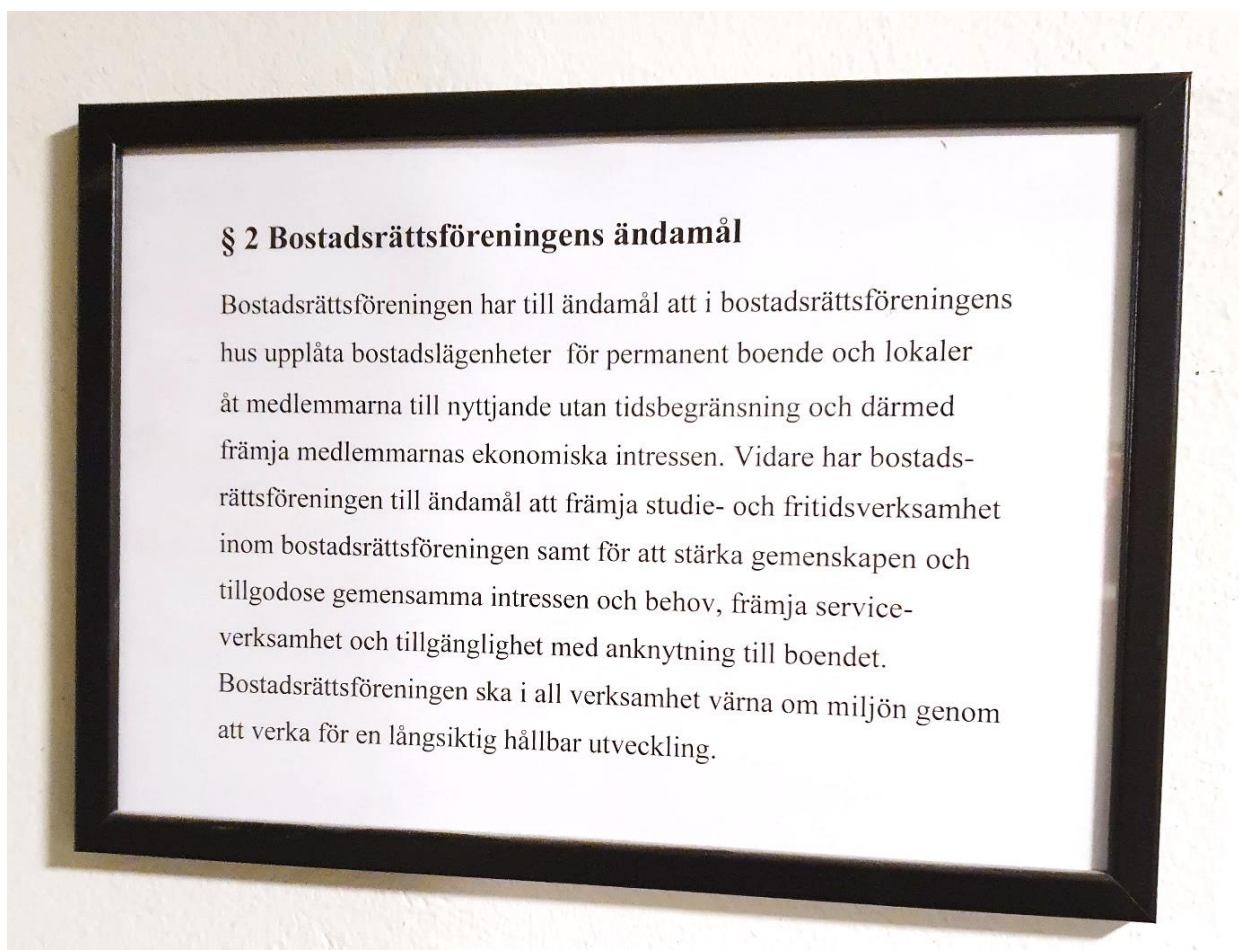 § 2 Bostadsrättsföreningens ändamål
Bostadsrättsföreningen har till ändamål att i bostadsrättsföreningens
hus upplåta bostadslägenheter  för permanent boende och lokaler
åt medlemmarna till nyttjande utan tidsbegränsning och därmed
främja medlemmarnas ekonomiska intressen. Vidare har bostads-
rättsföreningen till ändamål att främja studie- och fritidsverksamhet
inom bostadsrättsföreningen samt för att stärka gemenskapen och
tillgodose gemensamma intressen och behov, främja service-
verksamhet och tillgänglighet med anknytning till boendet.
Bostadsrättsföreningen ska i all verksamhet värna om miljön genom
att verka för en långsiktig hållbar utveckling.